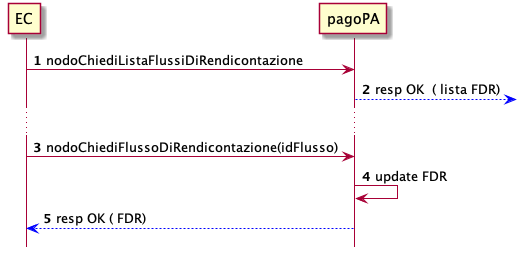 EC
pagoPA
1 nodoChiediListaFlussiDiRendicontazione
2 resp OK ( lista FDR)
3 nodoChiediFlussoDiRendicontazione(idFlusso)
4 update FDR
5 resp OK ( FDR)